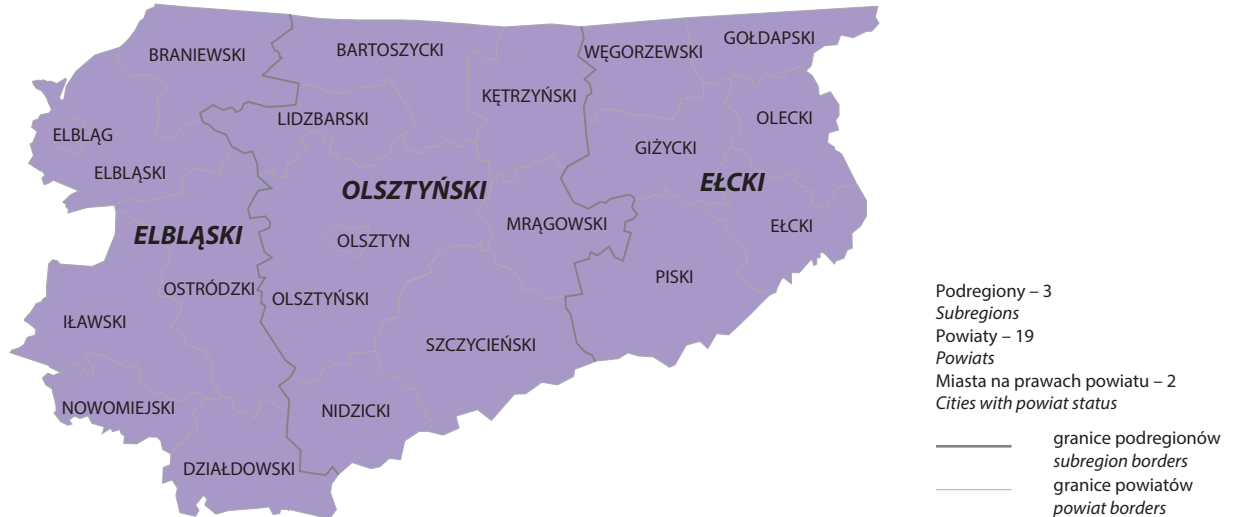 BRANIEWSKI
BARTOSZYCKI
WĘGORZEWSKI
GOŁDAPSKI
KĘTRZYŃSKI
LIDZBARSKI
OLECKI
ELBLĄG
GIŻYCKI
ELBLĄSKI
OLSZTYŃSKI
EŁCKI
MRĄGOWSKI
EŁCKI
ELBLĄSKI
OLSZTYN
PISKI
OSTRÓDZKI
OLSZTYŃSKI
IŁAWSKI
SZCZYCIEŃSKI
NOWOMIEJSKI
NIDZICKI
DZIAŁDOWSKI
Podregiony – 3
Subregions
Powiaty – 19
Powiats
Miasta na prawach powiatu – 2
Cities with powiat status
granice podregionów
subregion borders
granice powiatów
powiat borders